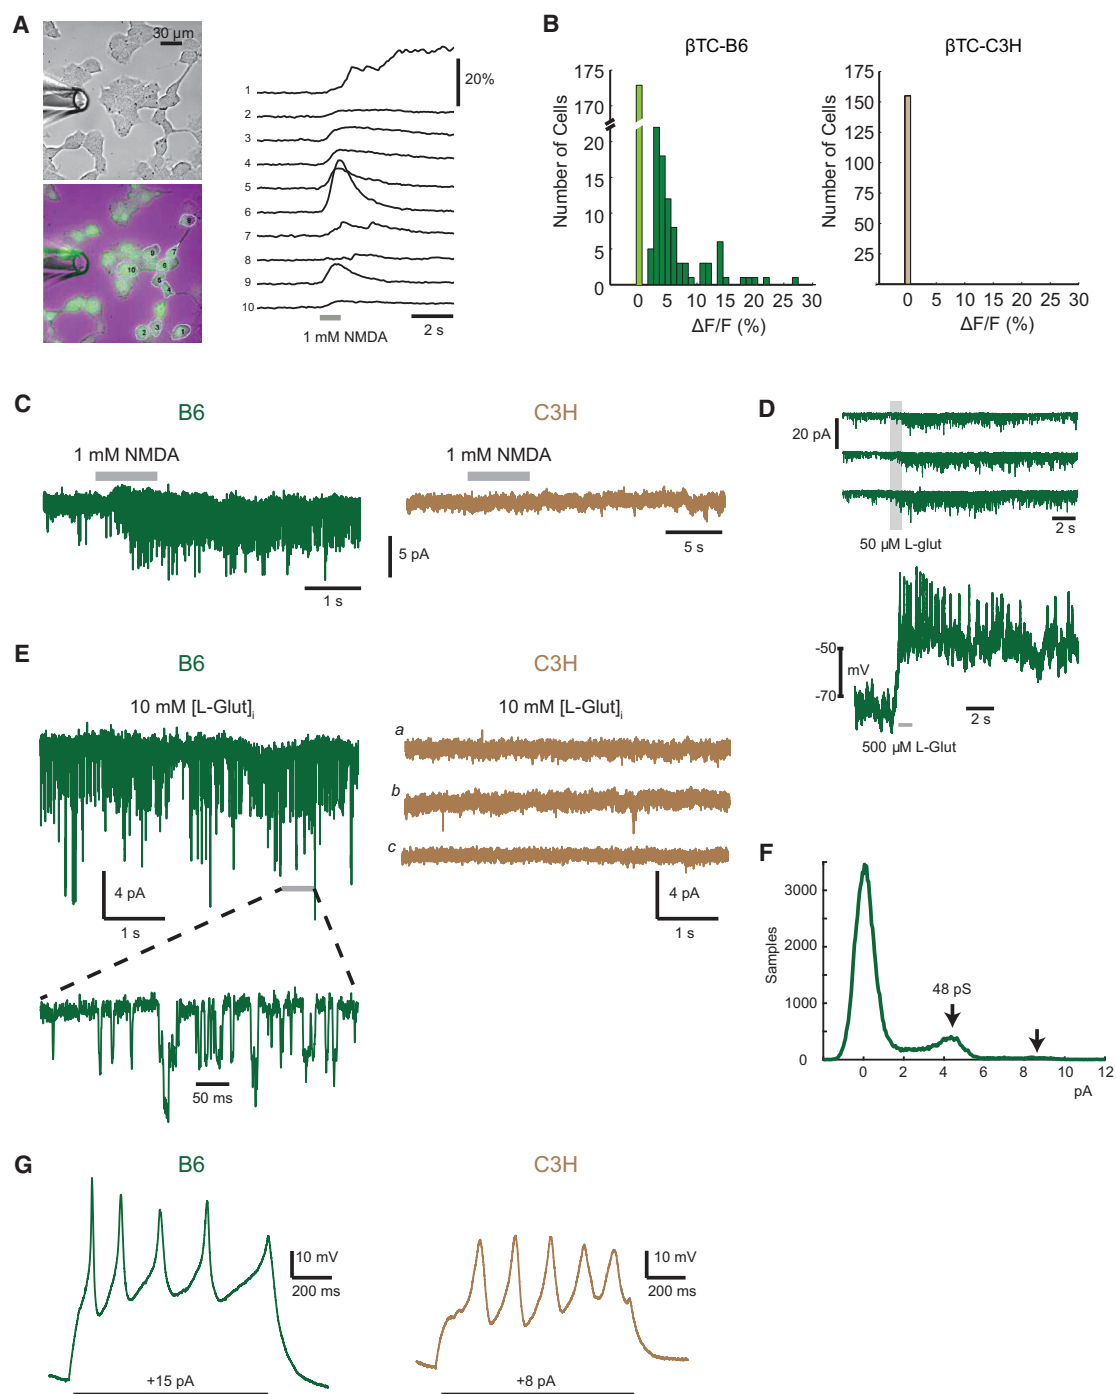 A
30 µm
1
2
3
4
5
6
7
8
9
10
20%
1 mM NMDA
2 s
B
βTC-B6
βTC-C3H
Number of Cells
175
170
20
15
10
5
0
0 5 10 15 20 25 30
ΔF/F (%)
Number of Cells
175
150
125
100
75
50
25
0 5 10 15 20 25 30
ΔF/F (%)
C
B6
C3H
1 mM NMDA
1 mM NMDA
5 pA
1 s
5 s
D
20 pA
2 s
50 µM L-glut
-50
mV
-70
2 s
500 µM L-Glut
E
B6
C3H
10 mM [L-Glut]i
10 mM [L-Glut]i
a
b
c
4 pA
1 s
4 pA
1 s
50 ms
F
Samples
3000
2000
1000
0
48 pS
0 2 4 6 8 10 12
pA
G
B6
C3H
10 mV
200 ms
10 mV
200 ms
+15 pA
+8 pA